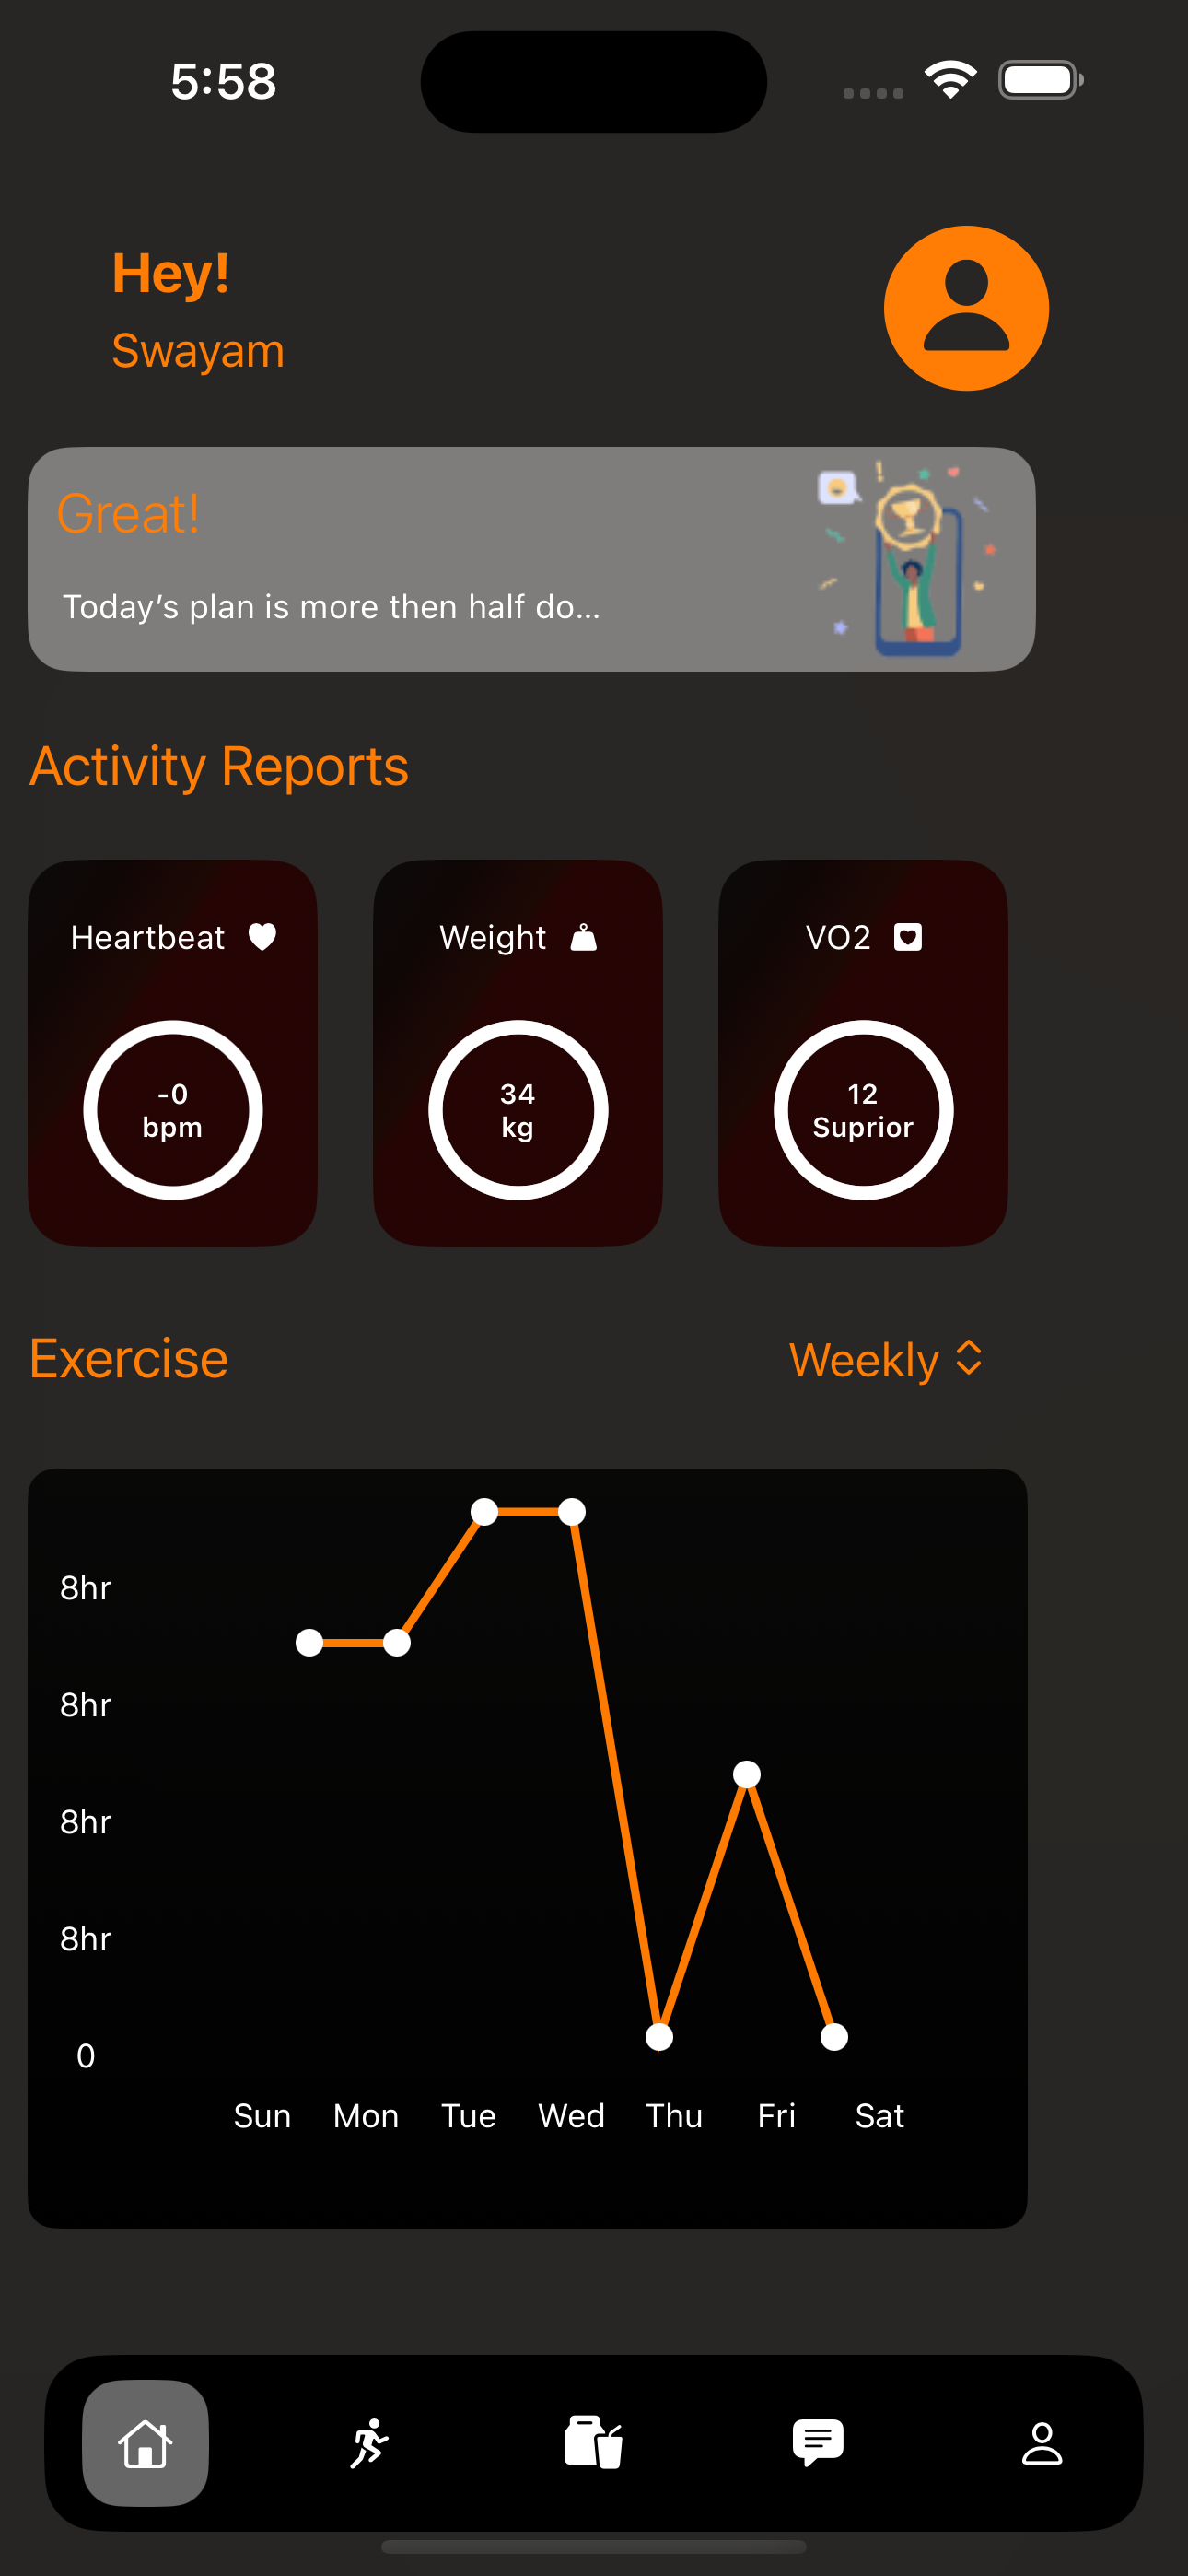 5:58
Hey!
Swayam
Great!
Today’s plan is more then half do...
Activity Reports
Heartbeat
-0
bpm
Weight
34
kg
VO2
12
Suprior
Exercise
Weekly
8hr
8hr
8hr
8hr
0
Sun Mon Tue Wed Thu Fri Sat